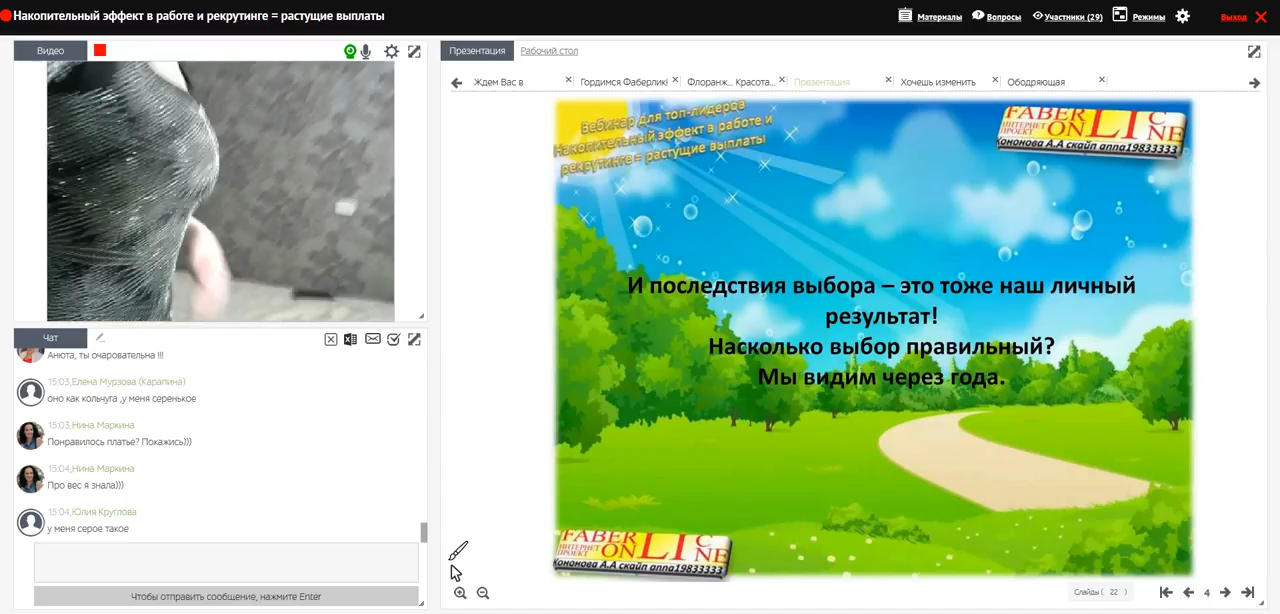 Накопительный эффект в работе и рекрутинге = растущие выплаты
Материалы
Вопросы
Участники (29)
Режимы
Выход
Видео
Чат
Анюта, ты очаровательна !!!
15:03,Елена Мурзова (Карапина)
оно как кольчуга ,у меня серенькое
15:03,Нина Маркина
Понравилось платье? Покажись)))
15:04,Нина Маркина
Про вес я знала)))
15:04,Юлия Круглова
у меня серое такое
Чтобы отправить сообщение, нажмите Enter
Презентация
Рабочий стол
Ждем Вас в
Гордимся Фаберлик!
Флоранж... Красота...
Презентация
Хочешь изменить
Ободряющая
Вебинар для топ-лидеров
Накопительный эффект в работе и
рекрутинге = растущие выплаты
FABERLIC
ИНТЕРНЕТ ПРОЕКТ
ONLINE
Кононова А.А скайп anna19833333
И последствия выбора – это тоже наш личный
результат!
Насколько выбор правильный?
Мы видим через года.
FABERLIC
ИНТЕРНЕТ ПРОЕКТ
ONLINE
Кононова А.А скайп anna19833333
Слайды ( 22 )
4